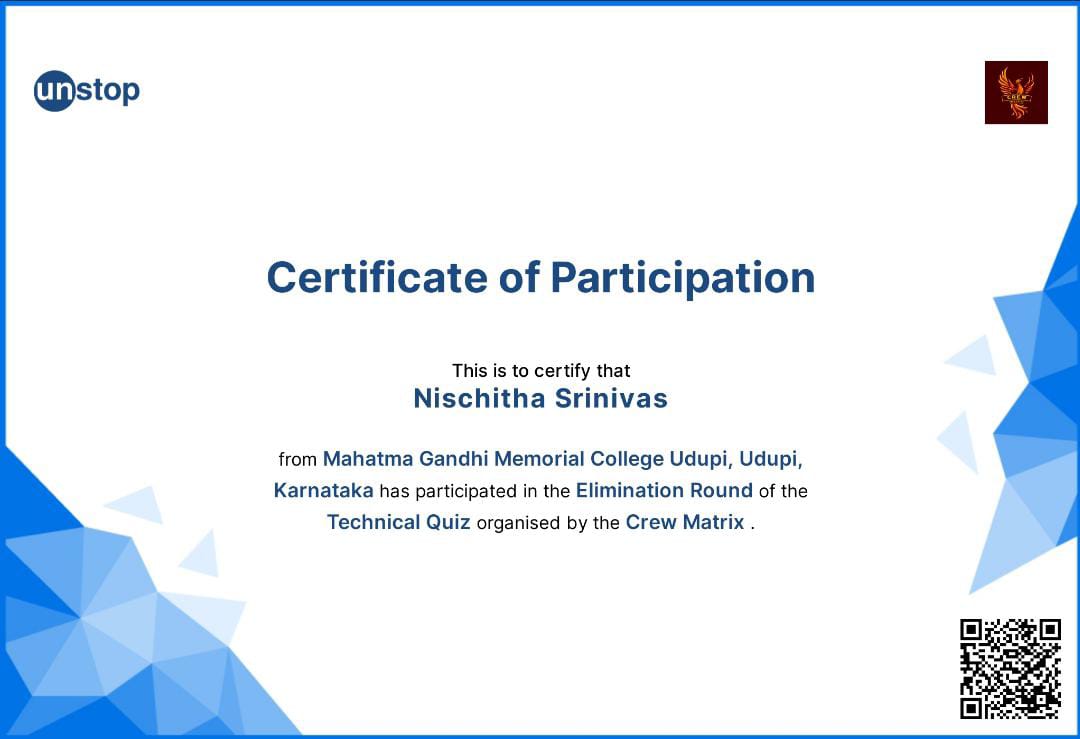 unstop
CREW
Certificate of Participation
This is to certify that
Nischitha Srinivas
from Mahatma Gandhi Memorial College Udupi, Udupi,
Karnataka has participated in the Elimination Round of the
Technical Quiz organised by the Crew Matrix .